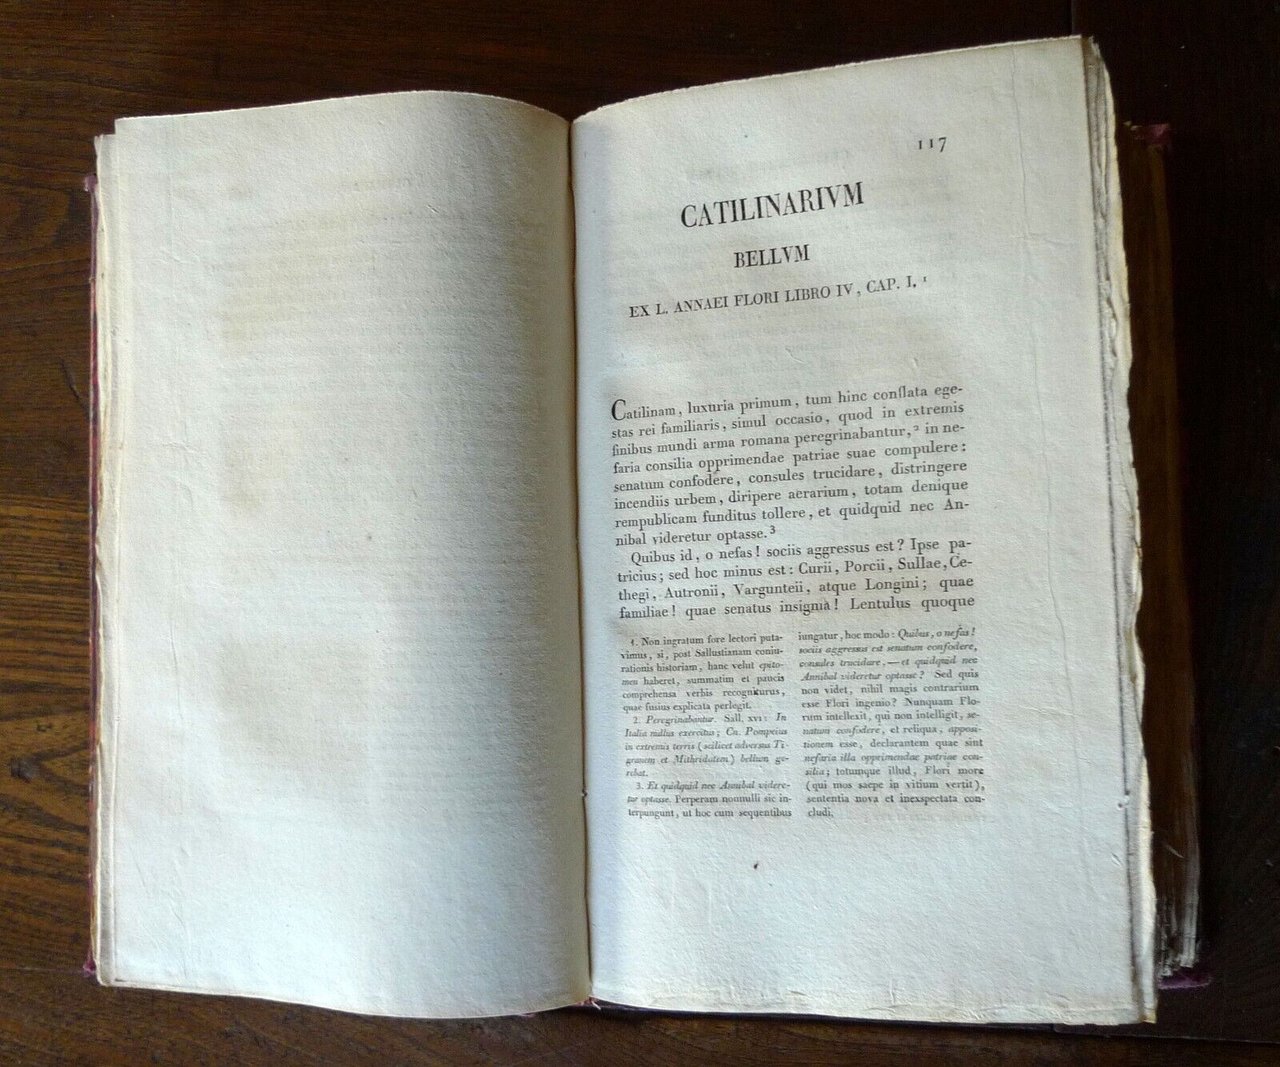 117
CATILINARIVM
BELLVM
EX L. ANNAEI FLORI LIBRO IV, CAP. I. 1
Catilinam, luxuria primum, tum hinc conflata ege-
stas rei familiaris, simul occasio, quod in extremis
finibus mundi arma romana peregrinabantur,2 in ne-
faria consilia opprimendae patriae suae compulere:
senatum confodere, consules trucidare, distringere
incendiis urbem, diripere aerarium, totam denique
rempublicam funditus tollere, et quidquid nec An-
nibal videretur optasse.3
Quibus id, o nefas! sociis aggressus est? Ipse pa-
tricius; sed hoc minus est: Curii, Porcii, Sullae, Ce-
thegi, Autronii, Vargunteii, atque Longini; quae
familiae! quae senatus insignia! Lentulus quoque
1. Non ingratum fore lectori puta-
vimus, si, post Sallustianam coniu-
rationis historiam, hanc velut epito-
men haberet, summatim et paucis
comprehensa verbis recogniturus,
quae fusius explicata perlegit.
2. Peregrinabantur. Sall. XVI: In
Italia nullus exercitus; Cn. Pompeius
in extremis terris (scilicet adversus Ti-
granem et Mithridatem) bellum ge-
rebat.
3. Et quidquid nec Annibal videre-
tur optasse. Perperam nonnulli sic in-
terpungunt, ut hoc cum sequentibus
iungatur, hoc modo: Quibus, o nefas!
sociis aggressus est senatum confodere,
consules trucidare, — et quidquid nec
Annibal videretur optasse? Sed quis
non videt, nihil magis contrarium
esse Flori ingenio? Nunquam Flo-
rum intellexit, qui non intelligit, se-
natum confodere, et reliqua, apposi-
tionem esse, declarantem quae sint
nefaria illa opprimendae patriae con-
silia; totumque illud, Flori more
(qui mos saepe in vitium vertit),
sententia nova et inexspectata con-
cludi.